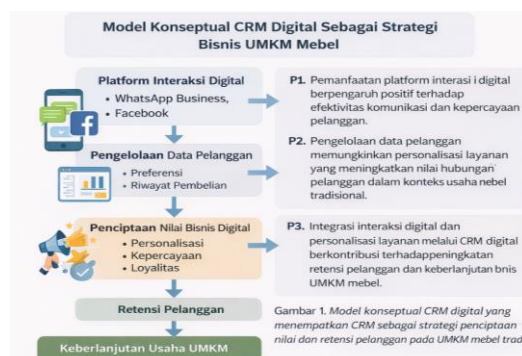 Model Konseptual CRM Digital Sebagai Strategi
Bisnis UMKM Mebel
Platform Interaksi Digital
• WhatsApp Business,
• Facebook
Pengelolaan Data Pelanggan
• Preferensi
• Riwayat Pembelian
Penciptaan Nilai Bisnis Digital
• Personalisasi
• Kepercayaan
• Loyalitas
Retensi Pelanggan
Keberlanjutan Usaha UMKM
P1. Pemanfaatan platform interasi i digital
berpengaruh positif terhadap
efektivitas komunikasi dan kepercayaan
pelanggan.
P2. Pengelolaan data pelanggan
memungkinkan personalisasi layanan
yang meningkatkan nilai hubungan
pelanggan dalam konteks usaha nebel
tradisional.
P3. Integrasi interaksi digital dan
personalisasi layanan melalui CRM digital
berkontribusi terhadappeningkatan
retensi pelanggan dan keberlanjutan bnis
UMKM mebel.
Gambar 1. Model konseptual CRM digital yang
menempatkan CRM sebagai strategi penciptaan
nilai dan retensi pelanggan pada UMKM mebel trad